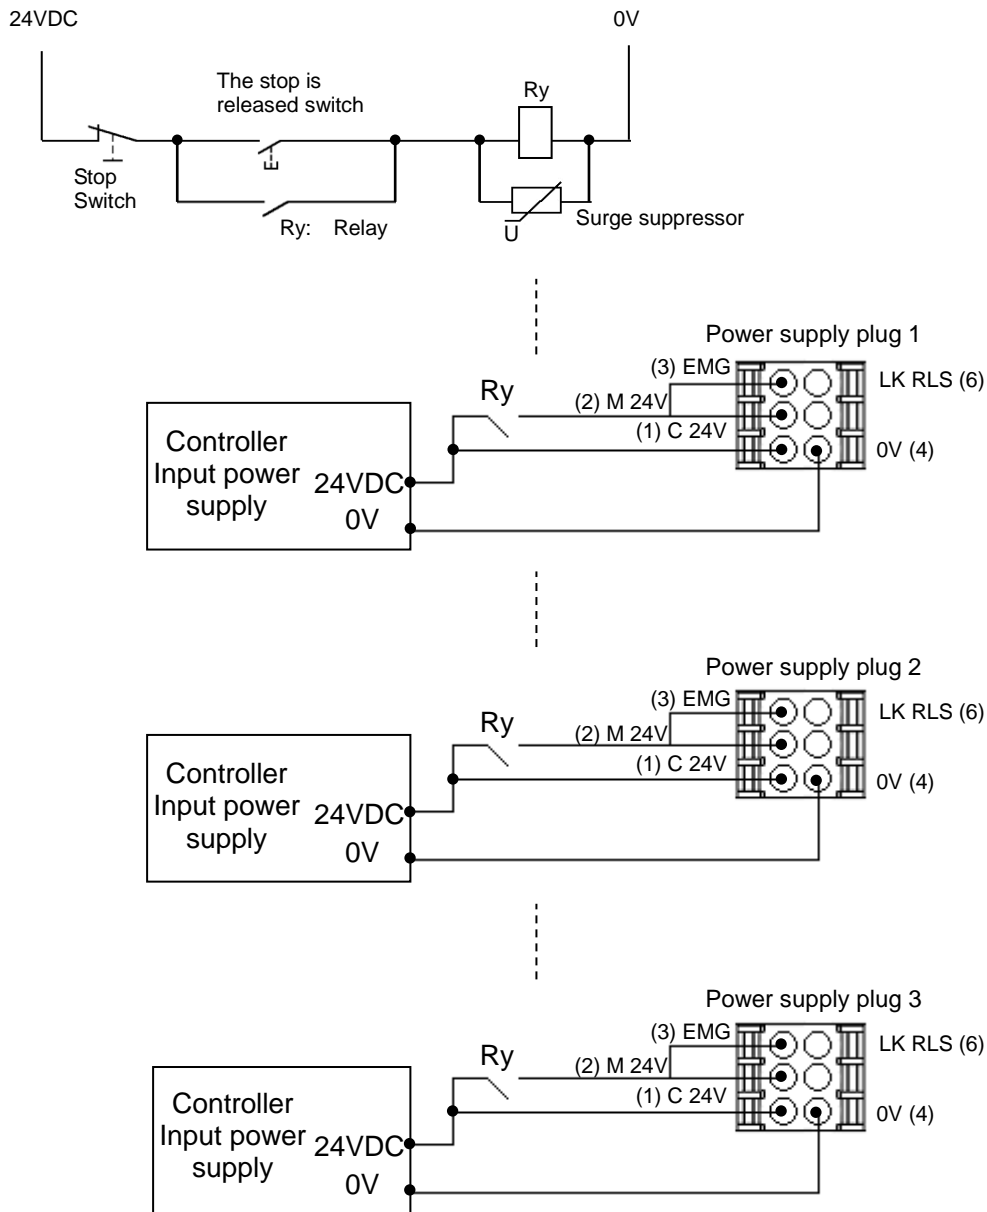 24VDC
0V
The stop is
released switch
Ry
Stop
Switch
Ry: Relay
U
Surge suppressor
Power supply plug 1
(3) EMG
LK RLS (6)
Ry
(2) M 24V
(1) C 24V
0V (4)
Controller
Input power
supply
24VDC
0V
Power supply plug 2
(3) EMG
LK RLS (6)
Ry
(2) M 24V
(1) C 24V
0V (4)
Controller
Input power
supply
24VDC
0V
Power supply plug 3
(3) EMG
LK RLS (6)
Ry
(2) M 24V
(1) C 24V
0V (4)
Controller
Input power
supply
24VDC
0V